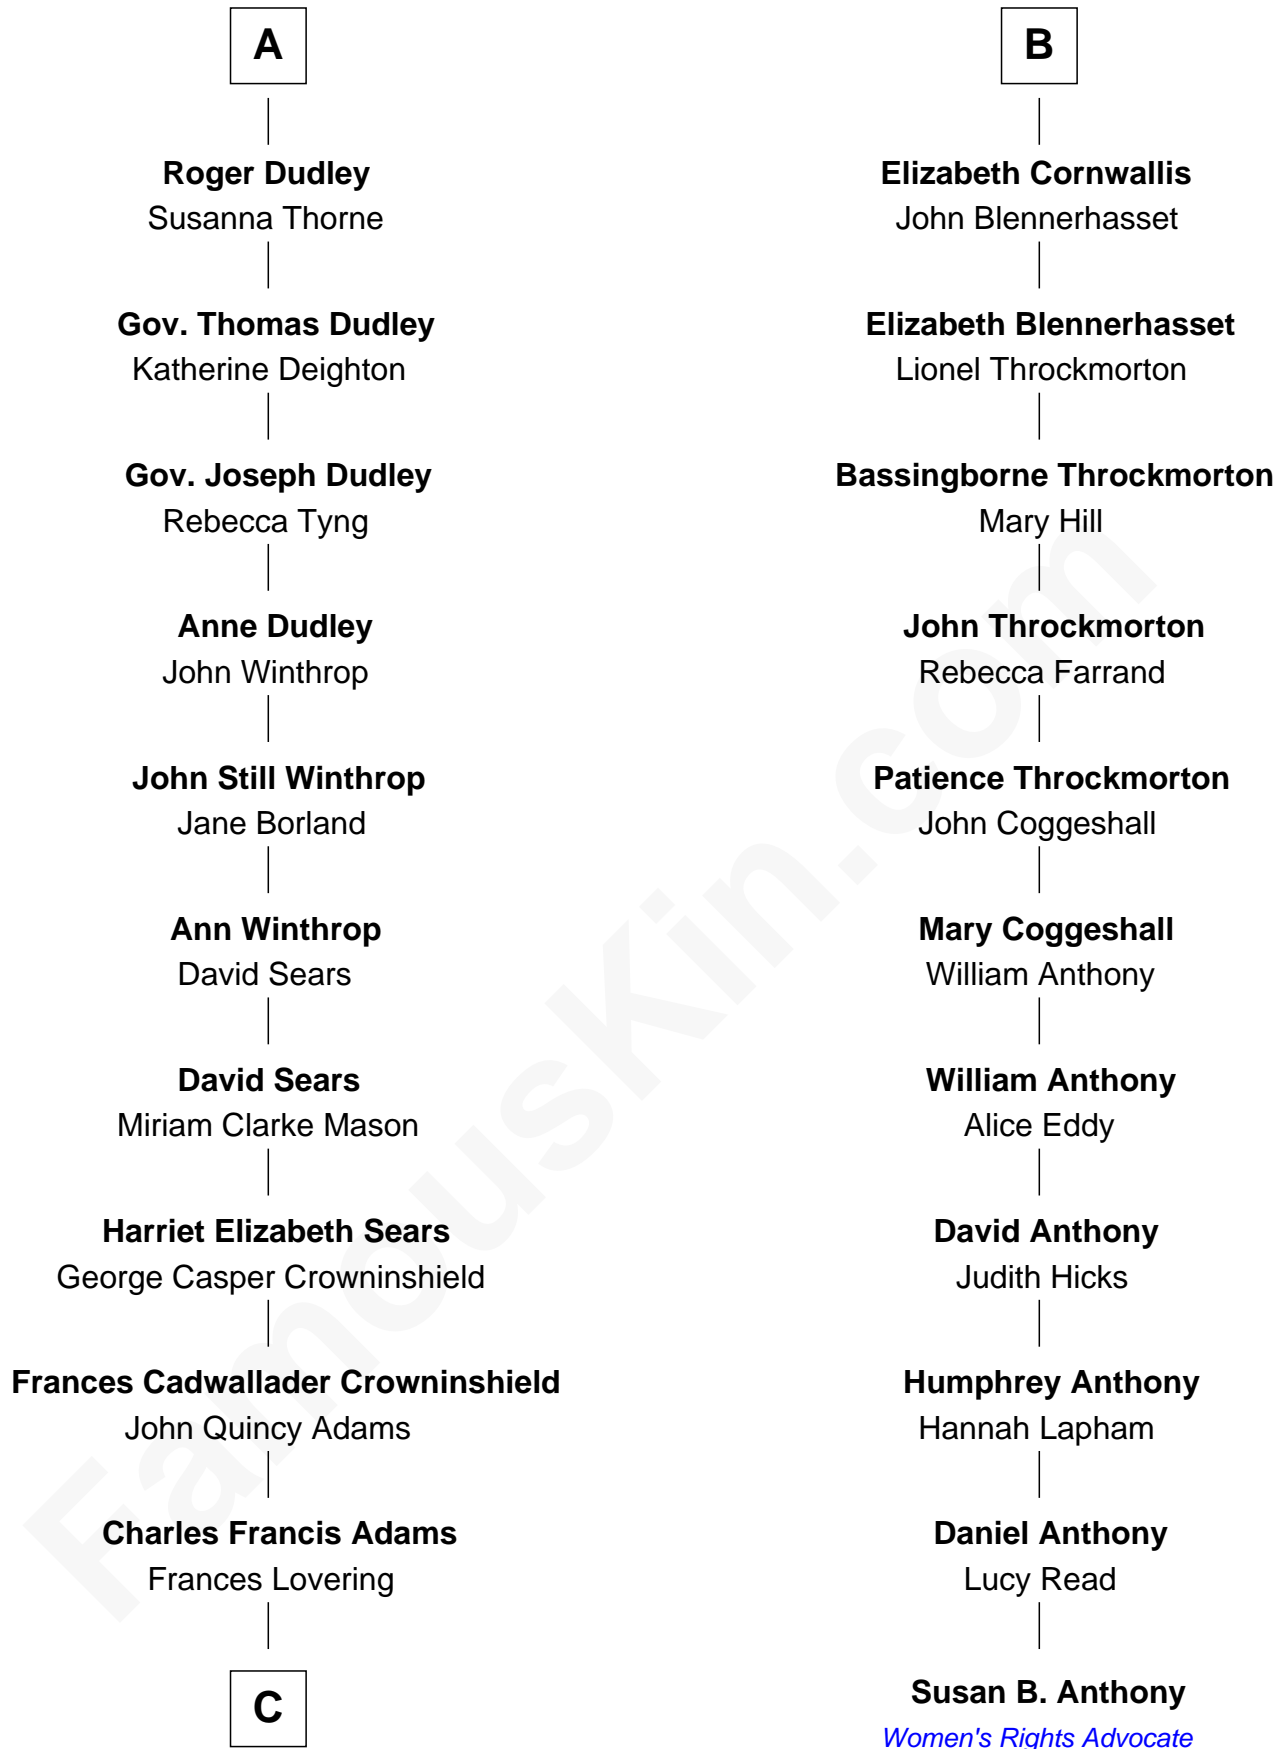 A
Roger Dudley
Susanna Thorne
Gov. Thomas Dudley
Katherine Deighton
Gov. Joseph Dudley
Rebecca Tyng
Anne Dudley
John Winthrop
John Still Winthrop
Jane Borland
Ann Winthrop
David Sears
David Sears
Miriam Clarke Mason
Harriet Elizabeth Sears
George Casper Crowninshield
Frances Cadwallader Crowninshield
John Quincy Adams
Charles Francis Adams
Frances Lovering
C
B
Elizabeth Cornwallis
John Blennerhasset
Elizabeth Blennerhasset
Lionel Throckmorton
Bassingborne Throckmorton
Mary Hill
John Throckmorton
Rebecca Farrand
Patience Throckmorton
John Coggeshall
Mary Coggeshall
William Anthony
William Anthony
Alice Eddy
David Anthony
Judith Hicks
Humphrey Anthony
Hannah Lapham
Daniel Anthony
Lucy Read
Susan B. Anthony
Women's Rights Advocate
FamousKin.com